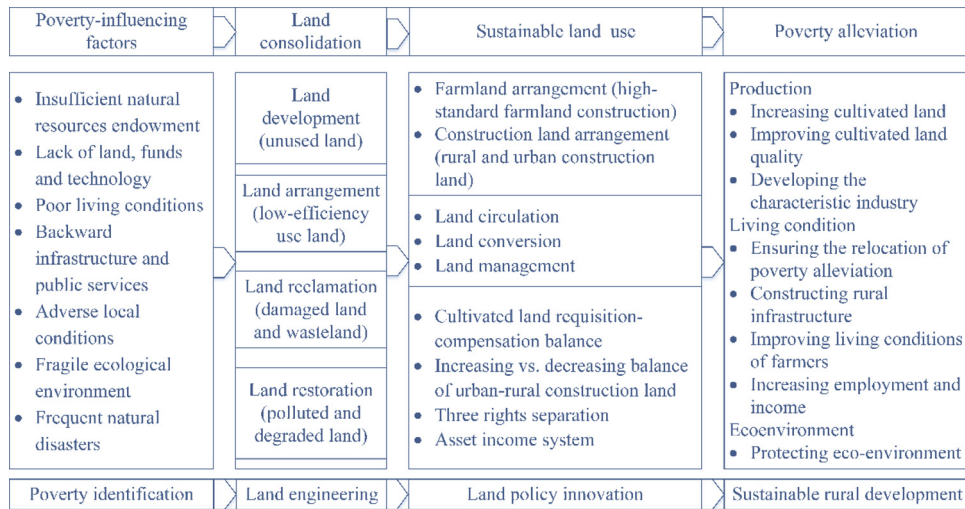 Poverty-influencing
factors
Land
consolidation
Sustainable land use
Poverty alleviation
• Insufficient natural
resources endowment
• Lack of land, funds
and technology
• Poor living conditions
• Backward
infrastructure and
public services
• Adverse local
conditions
• Fragile ecological
environment
• Frequent natural
disasters
Land
development
(unused land)
Land arrangement
(low-efficiency
use land)
Land reclamation
(damaged land
and wasteland)
Land restoration
(polluted and
degraded land)
• Farmland arrangement (high-
standard farmland construction)
• Construction land arrangement
(rural and urban construction
land)
• Land circulation
• Land conversion
• Land management
• Cultivated land requisition-
compensation balance
• Increasing vs. decreasing balance
of urban-rural construction land
• Three rights separation
• Asset income system
Production
• Increasing cultivated land
• Improving cultivated land
quality
• Developing the
characteristic industry
Living condition
• Ensuring the relocation of
poverty alleviation
• Constructing rural
infrastructure
• Improving living conditions
of farmers
• Increasing employment and
income
Ecoenvironment
• Protecting eco-environment
Poverty identification
Land engineering
Land policy innovation
Sustainable rural development